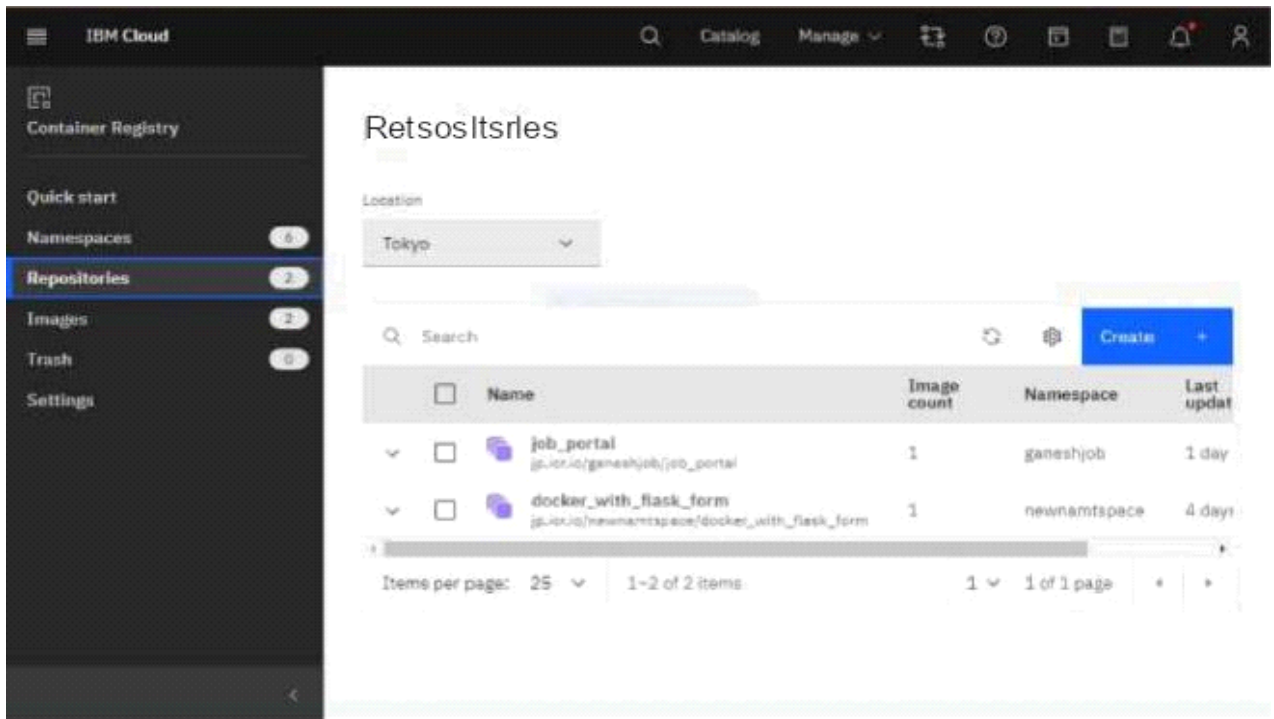 IBM Cloud
Catalog
Manage
Container Registry
Quick start
Namespaces 6
Repositories 2
Images 2
Trash 0
Settings
RetsosItsrles
Location
Tokyo
Search
Create +
Name
Image count
Namespace
Last updat
job_portal
jp.icr.io/ganeshjob/job_portal
1
ganeshjob
1 day
docker_with_flask_form
jp.icr.io/newnamtspace/docker_with_flask_form
1
newnamtspace
4 days
Items per page: 25
1-2 of 2 items
1
1 of 1 page